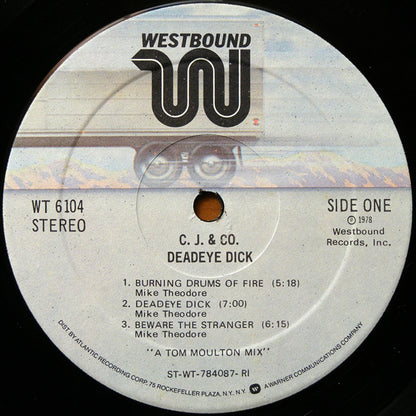 WESTBOUND
WT 6104
STEREO
SIDE ONE
℗ 1978
Westbound
Records, Inc.
C. J. & CO.
DEADEYE DICK
1. BURNING DRUMS OF FIRE (5:18)
Mike Theodore
2. DEADEYE DICK (7:00)
Mike Theodore
3. BEWARE THE STRANGER (6:15)
Mike Theodore
"A TOM MOULTON MIX"
ST-WT-784087- RI
DIST BY ATLANTIC RECORDING CORP. 75 ROCKEFELLER PLAZA, N.Y. N.Y. W A WARNER COMMUNICATIONS COMPANY